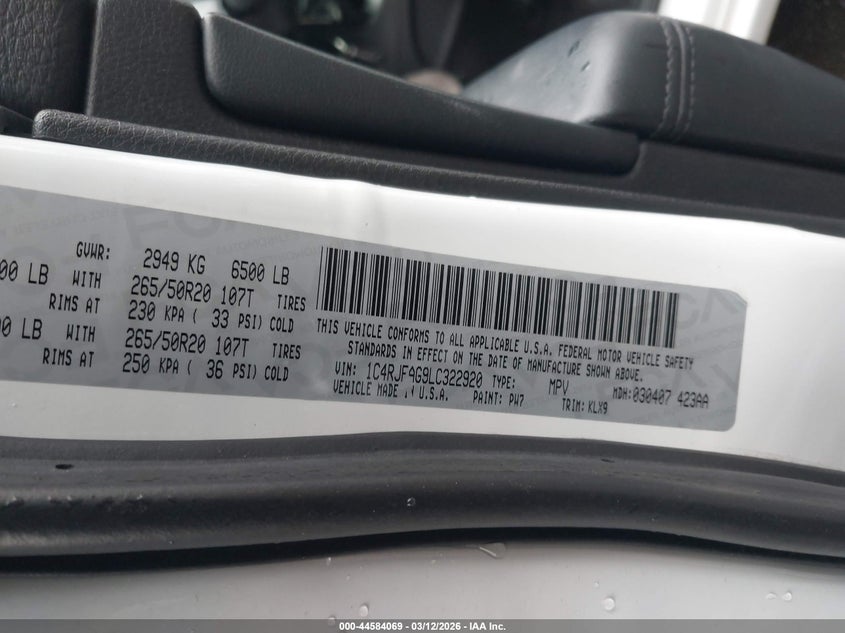 GVWR: 2949 KG 6500 LB
00 LB WITH 265/50R20 107T TIRES
RIMS AT 230 KPA ( 33 PSI) COLD
00 LB WITH 265/50R20 107T TIRES
RIMS AT 250 KPA ( 36 PSI) COLD
THIS VEHICLE CONFORMS TO ALL APPLICABLE U.S.A. FEDERAL MOTOR VEHICLE SAFETY
STANDARDS IN EFFECT ON THE DATE OF MANUFACTURE SHOWN ABOVE.
VIN: 1C4RJFAG9LC322920 TYPE: MPV MDH:030407 423AA
VEHICLE MADE IN U.S.A. PAINT: PW7 TRIM: KLX9
000-44584069 — 03/12/2026 — IAA Inc.